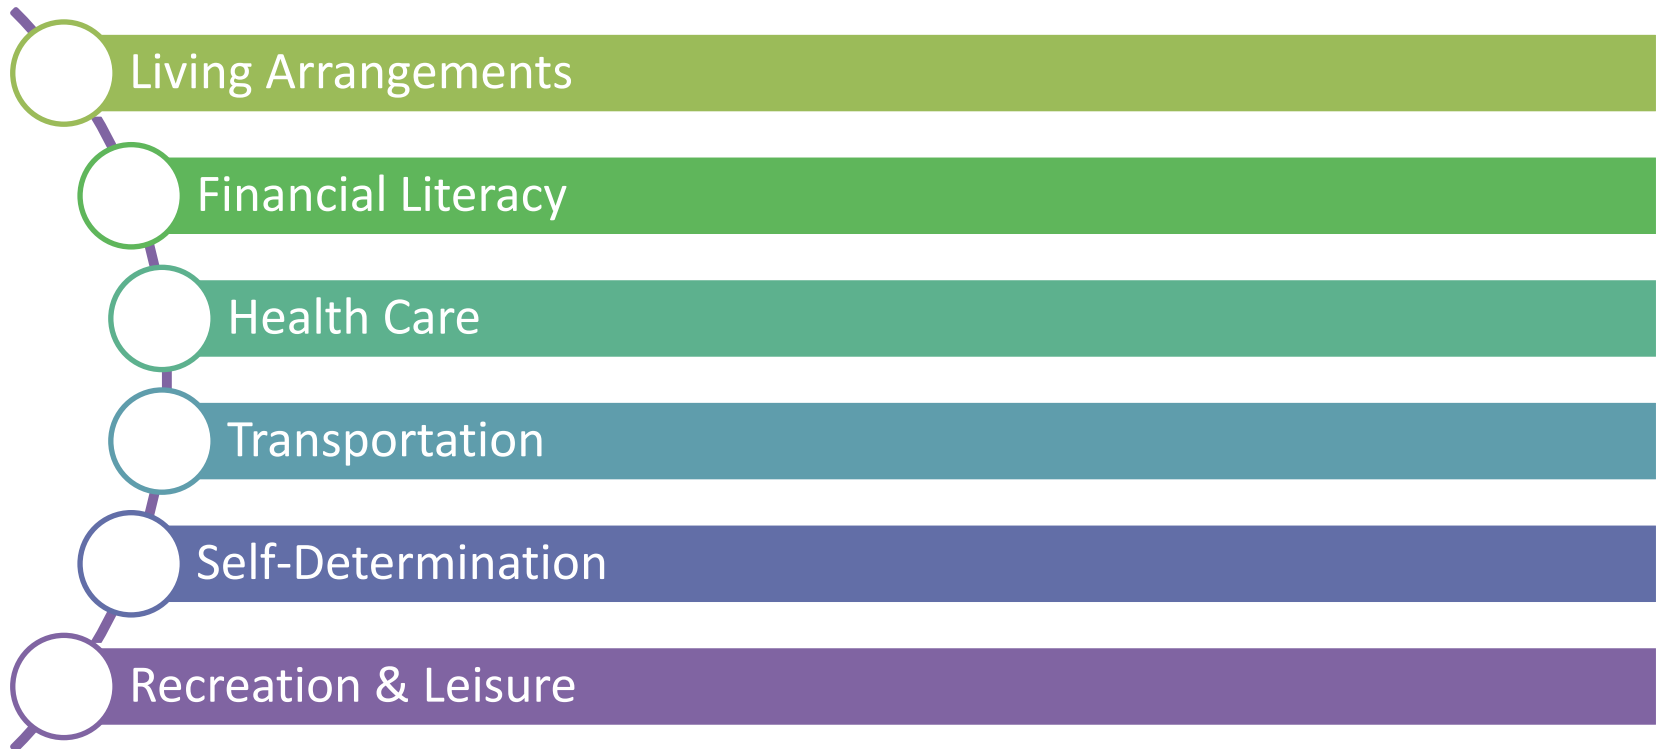 Living Arrangements
Financial Literacy
Health Care
Transportation
Self-Determination
Recreation & Leisure